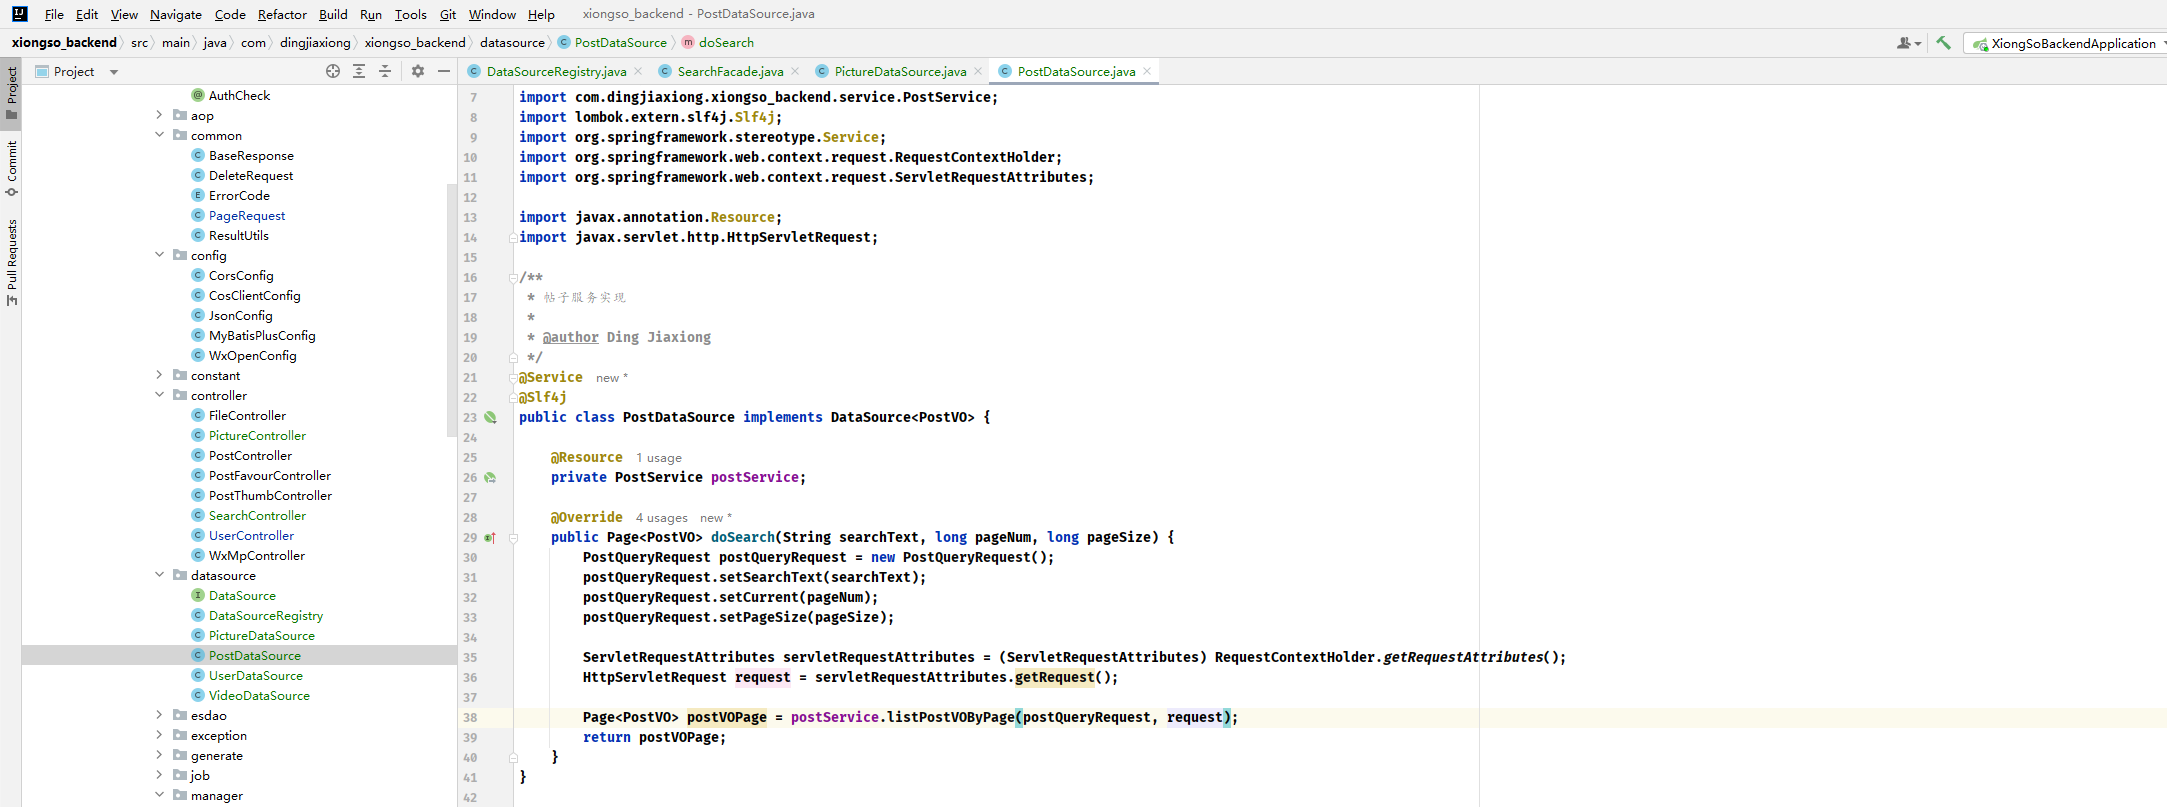 File Edit View Navigate Code Refactor Build Run Tools Git Window Help xiongso_backend - PostDataSource.java
xiongso_backend src main java com dingjiaxiong xiongso_backend datasource PostDataSource doSearch XiongSoBackendApplication
Project
DataSourceRegistry.java SearchFacade.java PictureDataSource.java PostDataSource.java
Project
Commit
Pull Requests
AuthCheck
aop
common
BaseResponse
DeleteRequest
ErrorCode
PageRequest
ResultUtils
config
CorsConfig
CosClientConfig
JsonConfig
MyBatisPlusConfig
WxOpenConfig
constant
controller
FileController
PictureController
PostController
PostFavourController
PostThumbController
SearchController
UserController
WxMpController
datasource
DataSource
DataSourceRegistry
PictureDataSource
PostDataSource
UserDataSource
VideoDataSource
esdao
exception
generate
job
manager
7 import com.dingjiaxiong.xiongso_backend.service.PostService;
8 import lombok.extern.slf4j.Slf4j;
9 import org.springframework.stereotype.Service;
10 import org.springframework.web.context.request.RequestContextHolder;
11 import org.springframework.web.context.request.ServletRequestAttributes;
12
13 import javax.annotation.Resource;
14 import javax.servlet.http.HttpServletRequest;
15
16 /**
17 * 帖子服务实现
18 *
19 * @author Ding Jiaxiong
20 */
21 @Service new *
22 @Slf4j
23 public class PostDataSource implements DataSource<PostVO> {
24
25 @Resource 1 usage
26 private PostService postService;
27
28 @Override 4 usages new *
29 public Page<PostVO> doSearch(String searchText, long pageNum, long pageSize) {
30 PostQueryRequest postQueryRequest = new PostQueryRequest();
31 postQueryRequest.setSearchText(searchText);
32 postQueryRequest.setCurrent(pageNum);
33 postQueryRequest.setPageSize(pageSize);
34
35 ServletRequestAttributes servletRequestAttributes = (ServletRequestAttributes) RequestContextHolder.getRequestAttributes();
36 HttpServletRequest request = servletRequestAttributes.getRequest();
37
38 Page<PostVO> postVOPage = postService.listPostVOByPage(postQueryRequest, request);
39 return postVOPage;
40 }
41 }
42